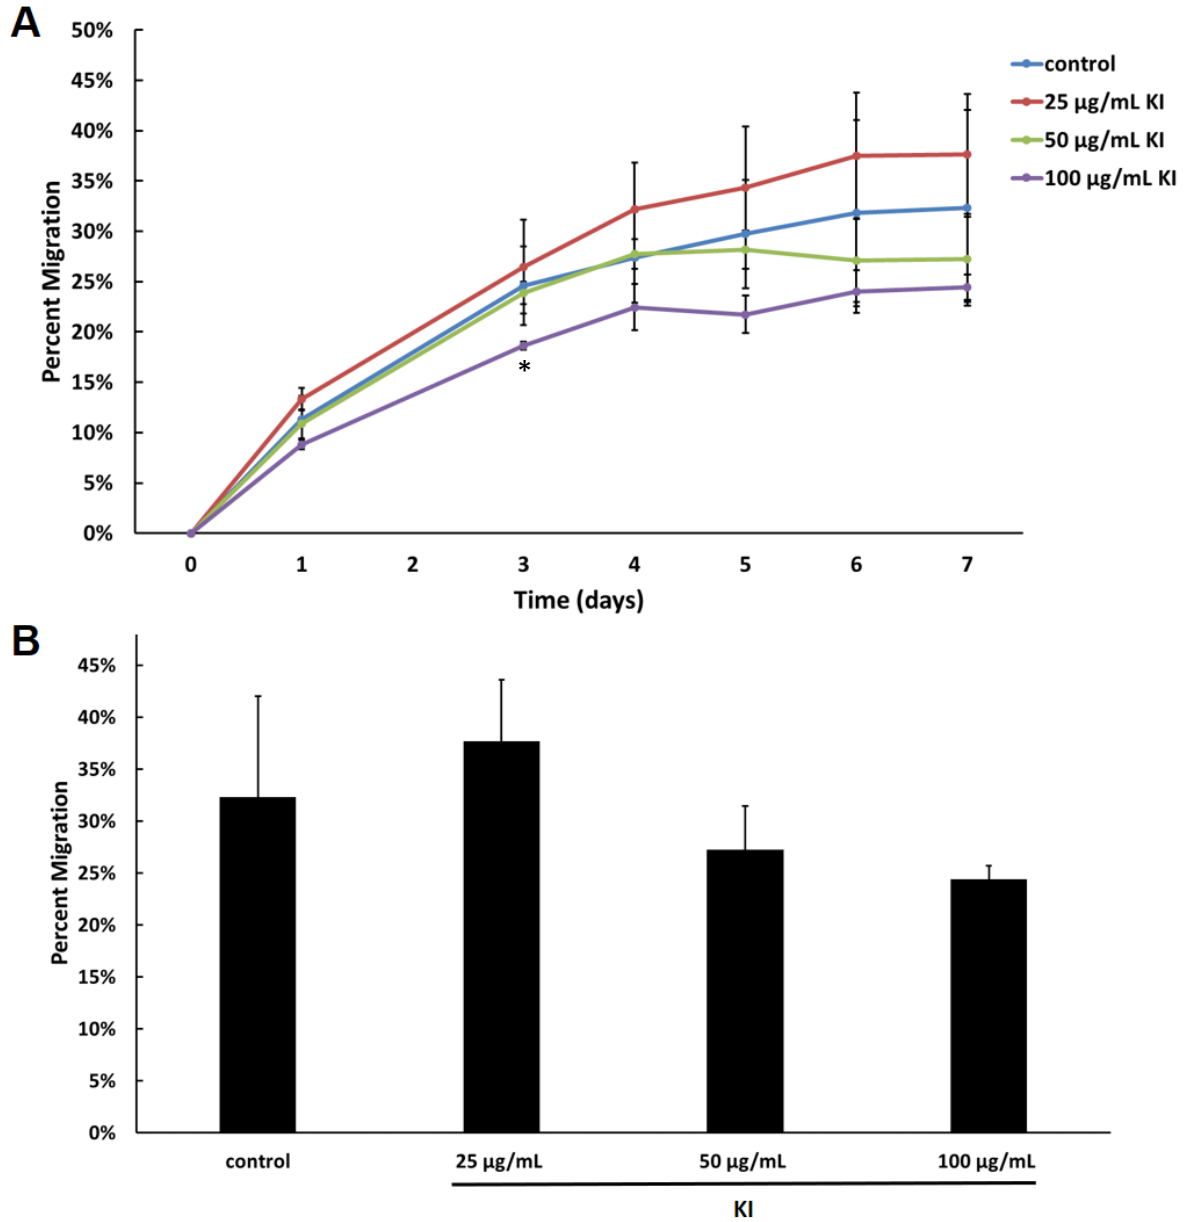 A
50%
45%
40%
35%
30%
25%
20%
15%
10%
5%
0%
Percent Migration
control
25 µg/mL KI
50 µg/mL KI
100 µg/mL KI
*
0 1 2 3 4 5 6 7
Time (days)
B
45%
40%
35%
30%
25%
20%
15%
10%
5%
0%
Percent Migration
control 25 µg/mL 50 µg/mL 100 µg/mL
KI